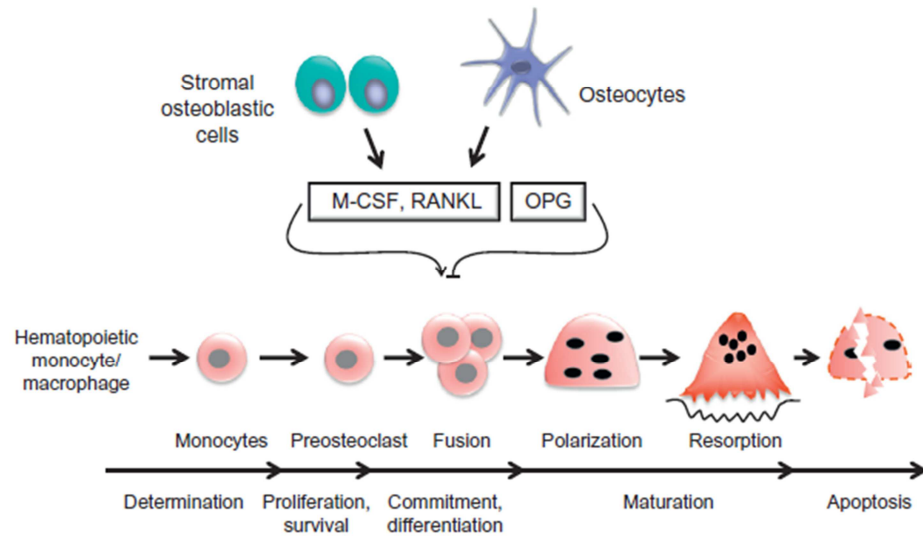 Stromal
osteoblastic
cells
Osteocytes
M-CSF, RANKL
OPG
Hematopoietic
monocyte/
macrophage
Monocytes
Preosteoclast
Fusion
Polarization
Resorption
Determination
Proliferation,
survival
Commitment,
differentiation
Maturation
Apoptosis